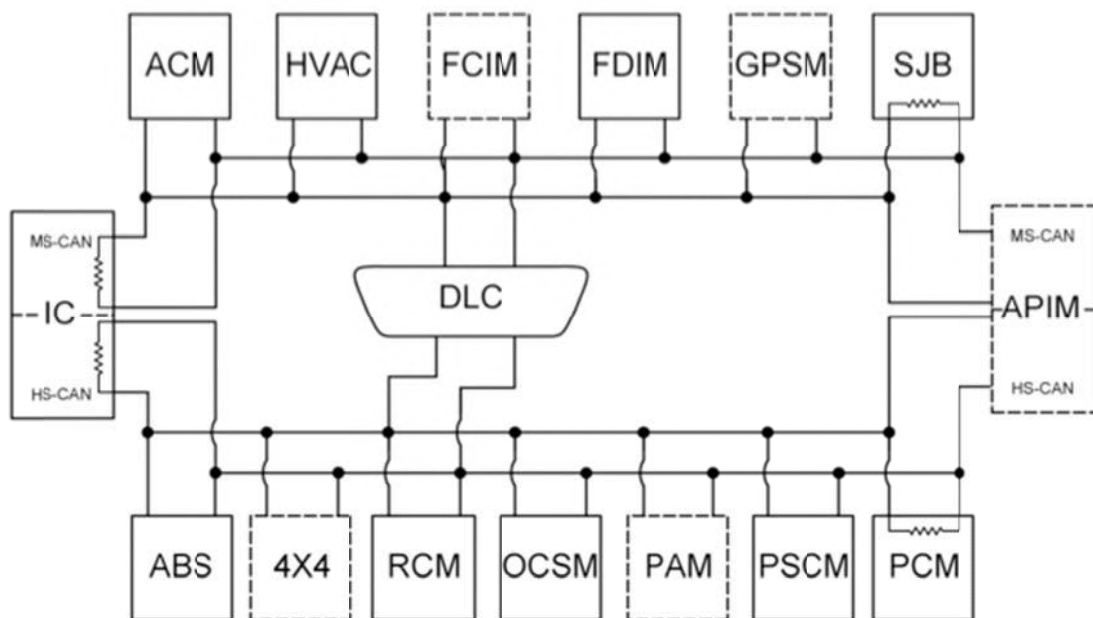 ACM HVAC FCIM FDIM GPSM SJB
MS-CAN
IC
HS-CAN
DLC
MS-CAN
APIM
HS-CAN
ABS 4X4 RCM OCSM PAM PSCM PCM